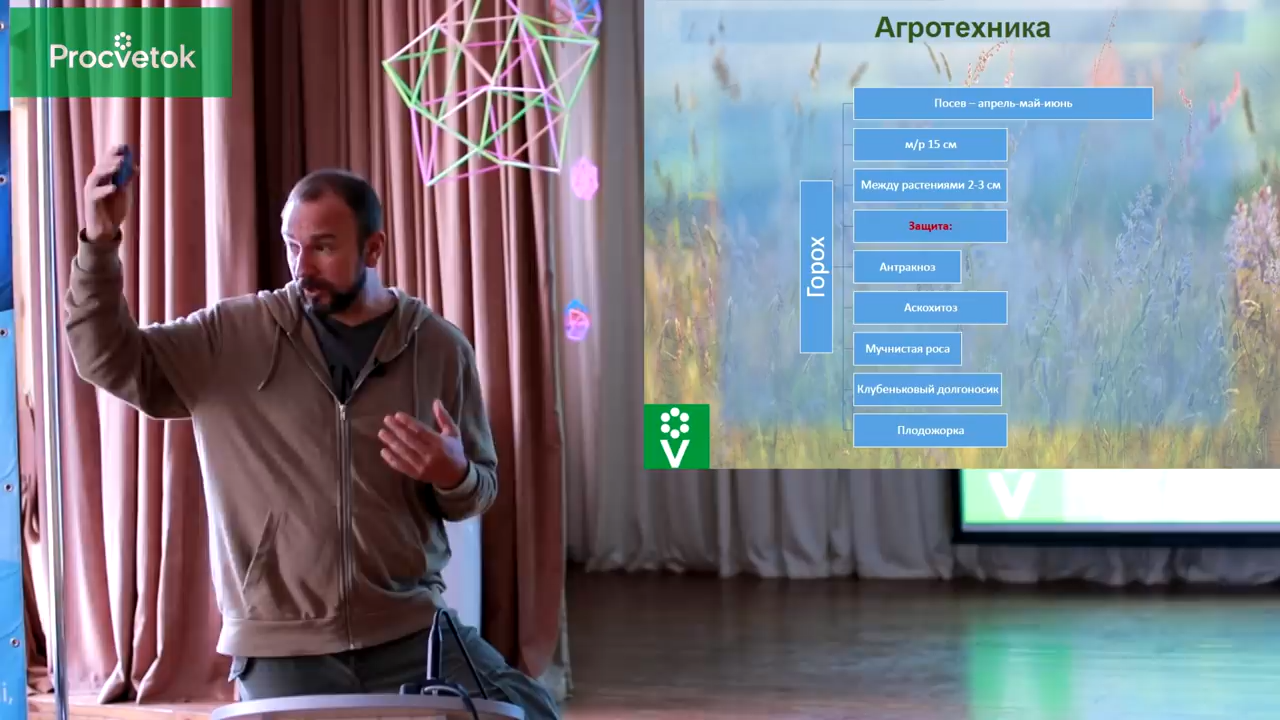 Procvetok
Агротехника
Посев – апрель-май-июнь
м/р 15 см
Между растениями 2-3 см
Защита:
Горох
Антракноз
Аскохитоз
Мучнистая роса
Клубеньковый долгоносик
Плодожорка